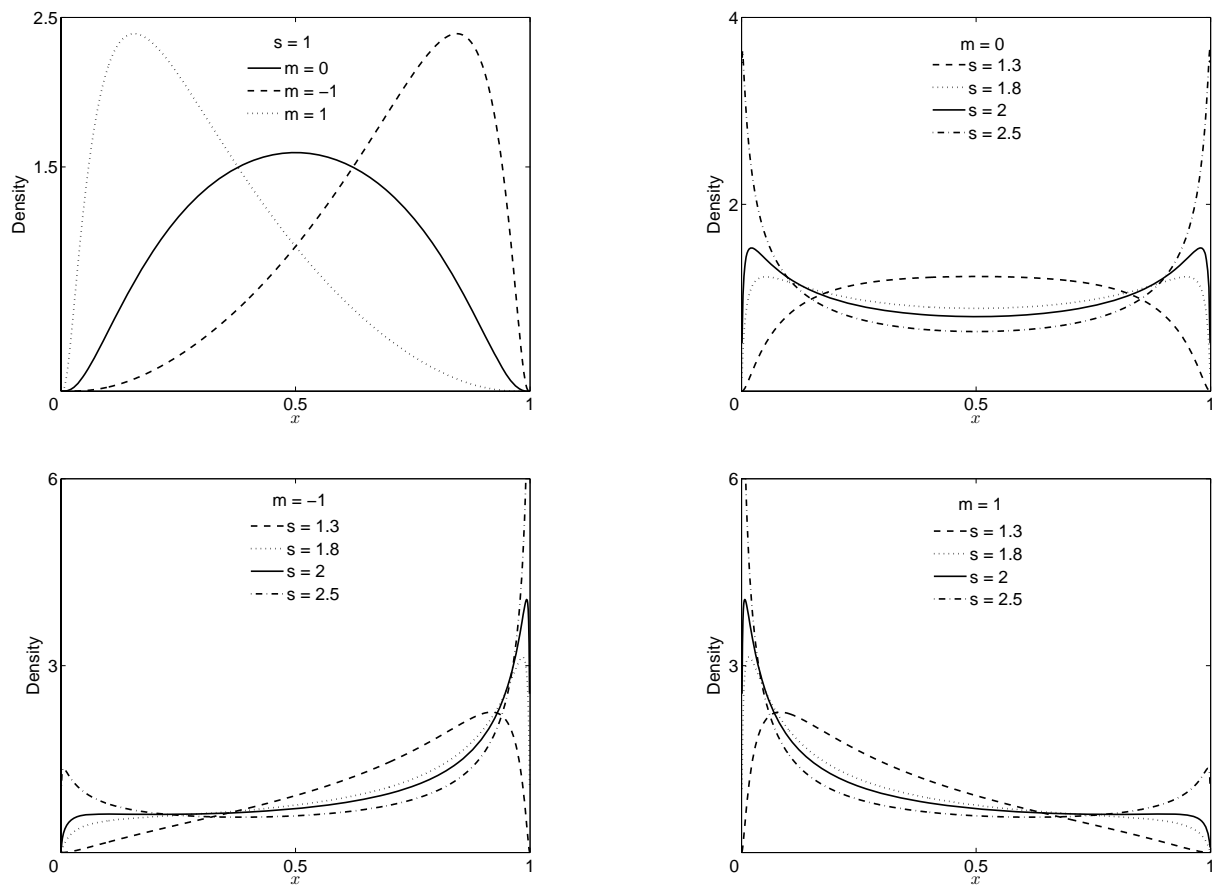 2.5
1.5
Density
s = 1
m = 0
m = −1
m = 1
0
0.5
1
x
4
2
Density
m = 0
s = 1.3
s = 1.8
s = 2
s = 2.5
0
0.5
1
x
6
3
Density
m = −1
s = 1.3
s = 1.8
s = 2
s = 2.5
0
0.5
1
x
6
3
Density
m = 1
s = 1.3
s = 1.8
s = 2
s = 2.5
0
0.5
1
x